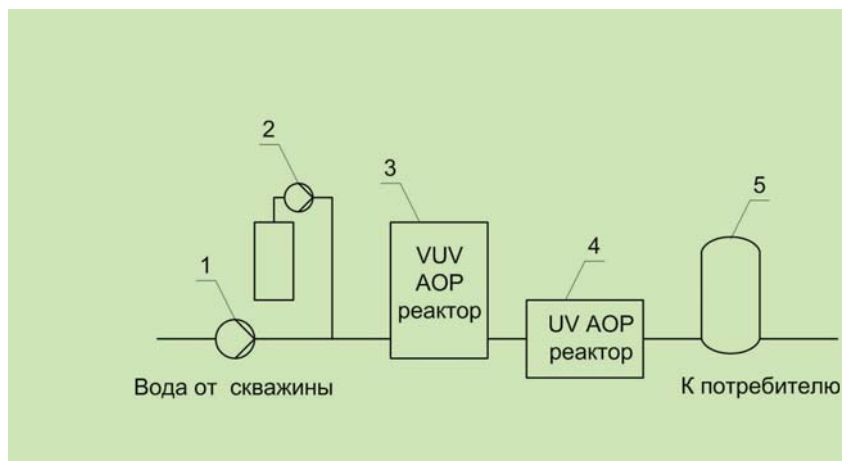 2
3
5
VUV
AOP
реактор
4
1
UV AOP
реактор
Вода от скважины
К потребителю